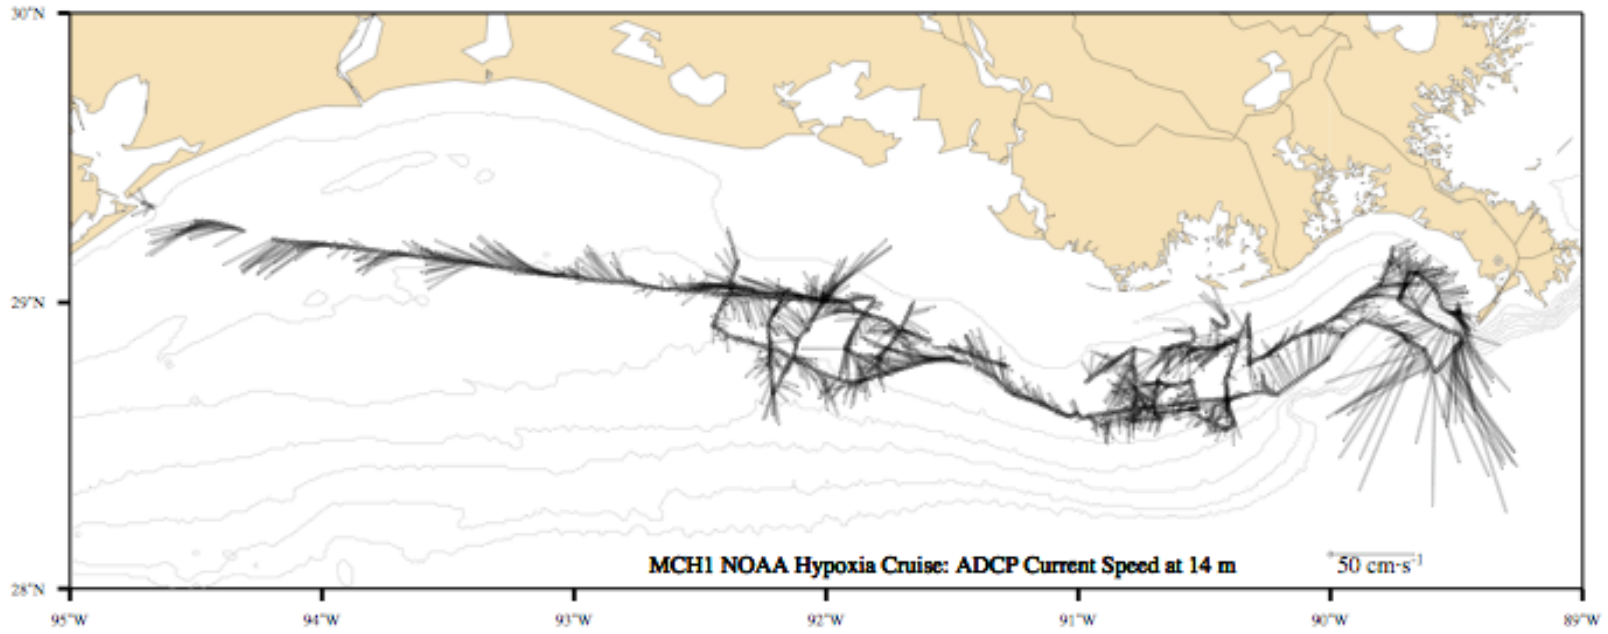 30°N
29°N
28°N
MCH1 NOAA Hypoxia Cruise: ADCP Current Speed at 14 m
50 cm·s⁻¹
95°W 94°W 93°W 92°W 91°W 90°W 89°W